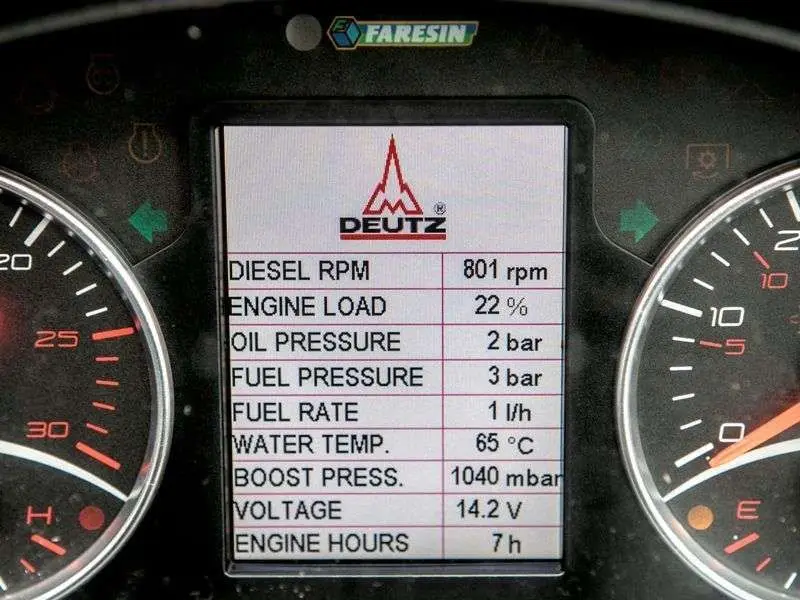 FARESIN
DEUTZ ®
DIESEL RPM 801 rpm
ENGINE LOAD 22 %
OIL PRESSURE 2 bar
FUEL PRESSURE 3 bar
FUEL RATE 1 l/h
WATER TEMP. 65 °C
BOOST PRESS. 1040 mbar
VOLTAGE 14.2 V
ENGINE HOURS 7 h
20
25
30
H
10
10
5
0
E